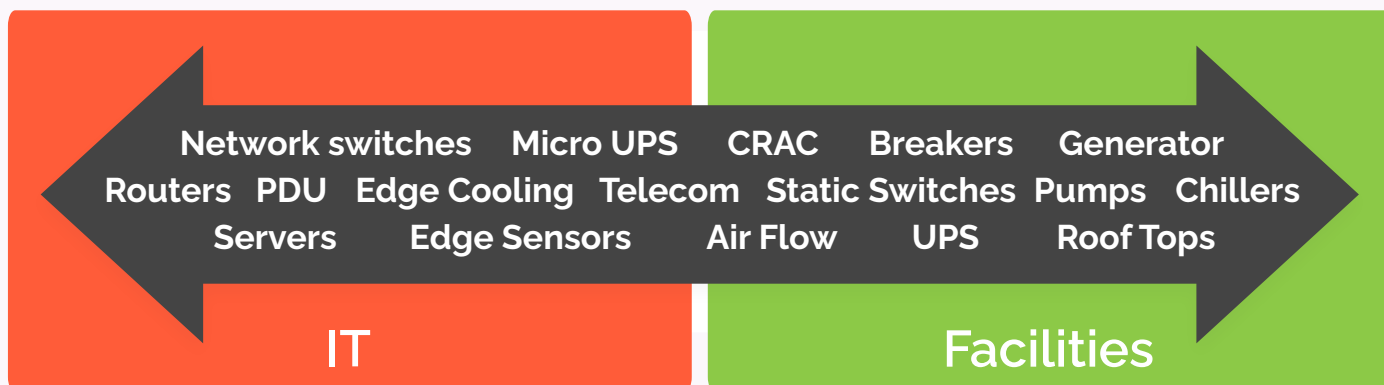 Network switches Micro UPS CRAC Breakers Generator
Routers PDU Edge Cooling Telecom Static Switches Pumps Chillers
Servers Edge Sensors Air Flow UPS Roof Tops
IT Facilities